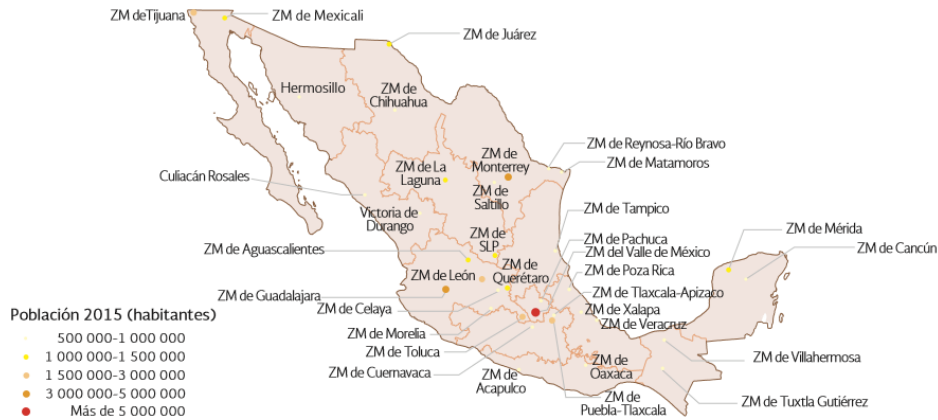 ZM deTijuana
ZM de Mexicali
ZM de Juárez
Hermosillo
ZM de
Chihuahua
ZM de Reynosa-Río Bravo
ZM de
Monterrey
ZM de Matamoros
ZM de La
Laguna
Culiacán Rosales
ZM de
Saltillo
Victoria de
Durango
ZM de Tampico
ZM de Mérida
ZM de
SLP
ZM de Pachuca
ZM de Aguascalientes
ZM del Valle de México
ZM de Cancún
ZM de León
ZM de
Querétaro
ZM de Poza Rica
ZM de Guadalajara
ZM de Tlaxcala-Apizaco
ZM de Celaya
ZM de Xalapa
ZM de Veracruz
ZM de Morelia
ZM de Toluca
ZM de Villahermosa
ZM de Cuernavaca
ZM de
Oaxaca
ZM de
Acapulco
ZM de
Puebla-Tlaxcala
ZM de Tuxtla Gutiérrez
Población 2015 (habitantes)
500 000-1 000 000
1 000 000-1 500 000
1 500 000-3 000 000
3 000 000-5 000 000
Más de 5 000 000